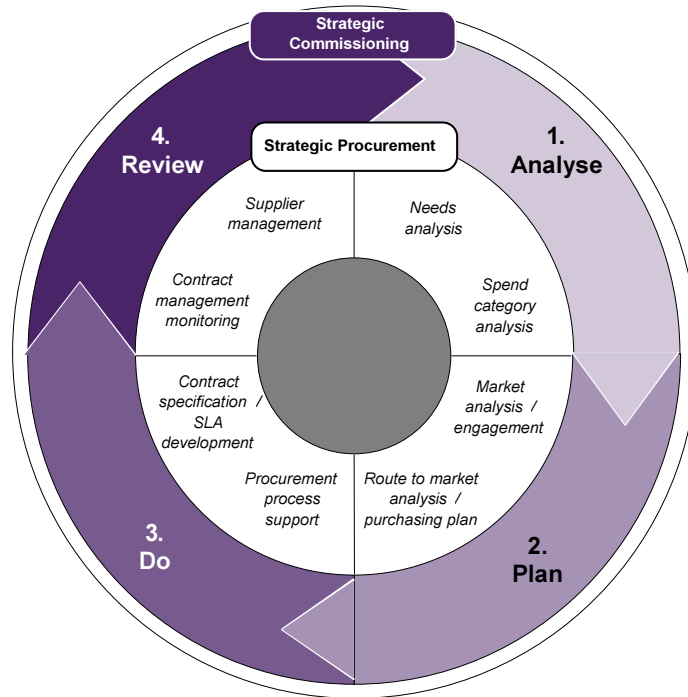 Strategic
Commissioning
Strategic Procurement
1.
Analyse
Needs
analysis
Spend
category
analysis
2.
Plan
Market
analysis /
engagement
Route to market
analysis /
purchasing plan
3.
Do
Procurement
process
support
Contract
specification /
SLA
development
4.
Review
Contract
management
monitoring
Supplier
management